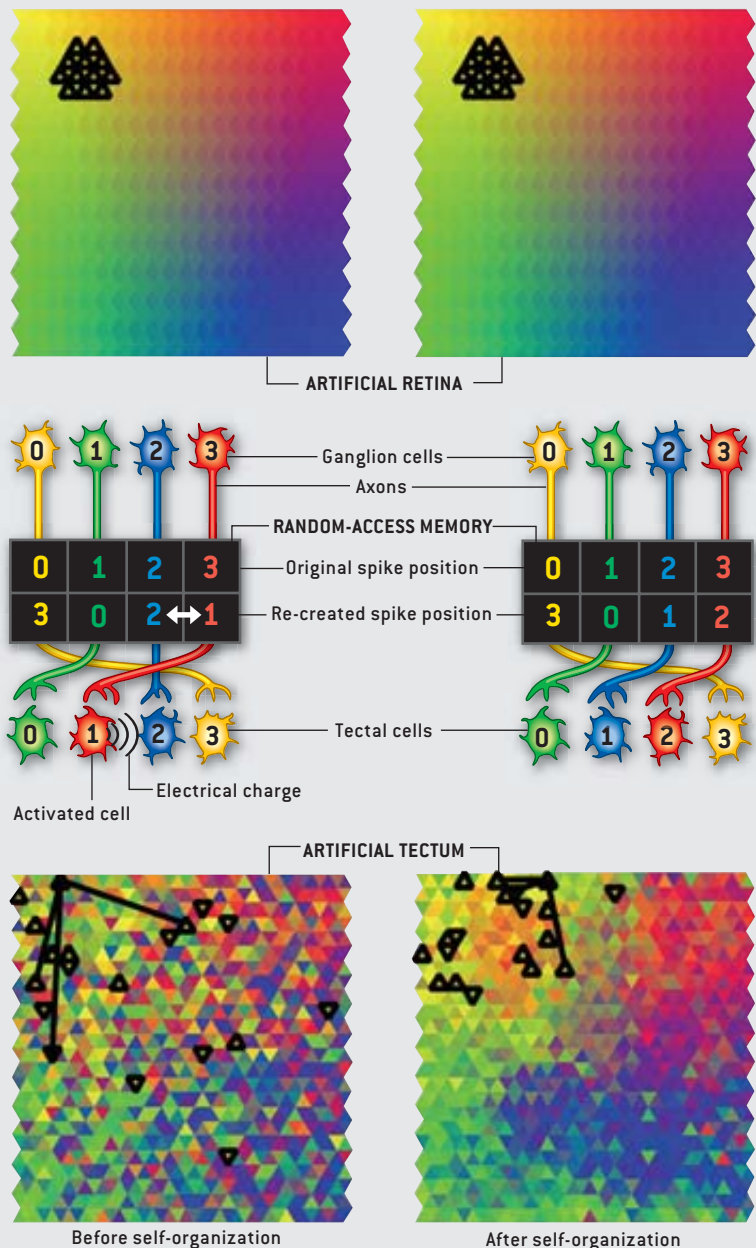 ARTIFICIAL RETINA
0 1 2 3 Ganglion cells 0 1 2 3
Axons
RANDOM-ACCESS MEMORY
0 1 2 3 Original spike position 0 1 2 3
3 0 2 1 Re-created spike position 3 0 1 2
0 1 2 3 Tectal cells 0 1 2 3
Electrical charge
Activated cell
ARTIFICIAL TECTUM
Before self-organization After self-organization